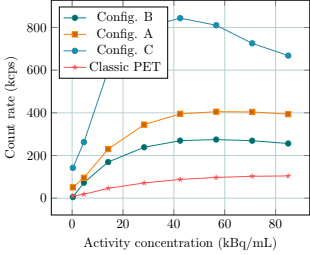 Config. B
Config. A
Config. C
Classic PET
Count rate (kcps)
800
600
400
200
0
0
20
40
60
80
Activity concentration (kBq/mL)